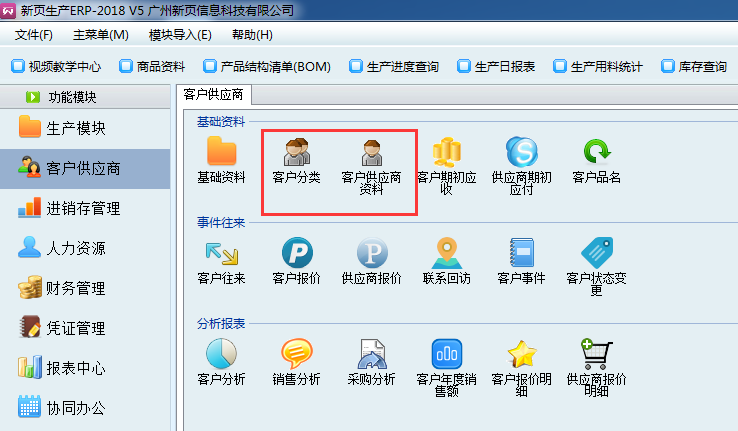 新页生产ERP-2018 V5 广州新页信息科技有限公司
文件(F) 主菜单(M) 模块导入(E) 帮助(H)
视频教学中心 商品资料 产品结构清单(BOM) 生产进度查询 生产日报表 生产用料统计 库存查询
功能模块
生产模块
客户供应商
进销存管理
人力资源
财务管理
凭证管理
报表中心
协同办公
客户供应商
基础资料
基础资料 客户分类 客户供应商 客户期初应 供应商期初 客户品名
资料 收 应付
事件往来
客户往来 客户报价 供应商报价 联系回访 客户事件 客户状态变
更
分析报表
客户分析 销售分析 采购分析 客户年度销 客户报价明 供应商报价
售额 细 明细